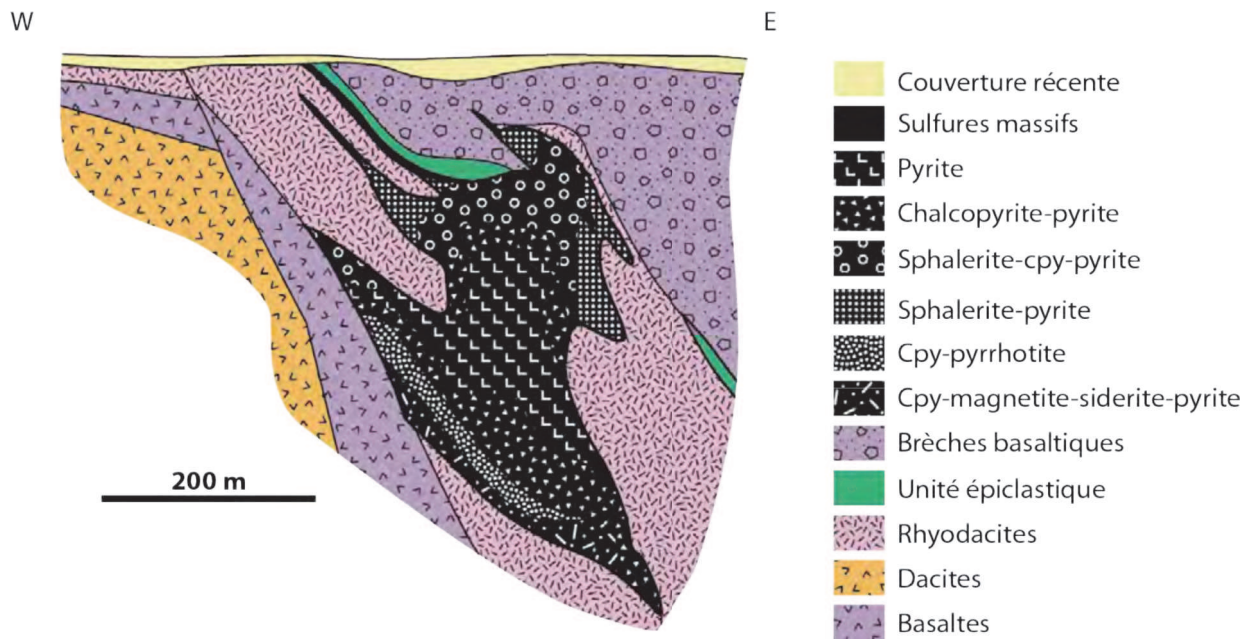 W
E
Couverture récente
Sulfures massifs
Pyrite
Chalcopyrite-pyrite
Sphalerite-cpy-pyrite
Sphalerite-pyrite
Cpy-pyrrhotite
Cpy-magnetite-siderite-pyrite
Brèches basaltiques
Unité épiclastique
Rhyodacites
Dacites
Basaltes
200 m